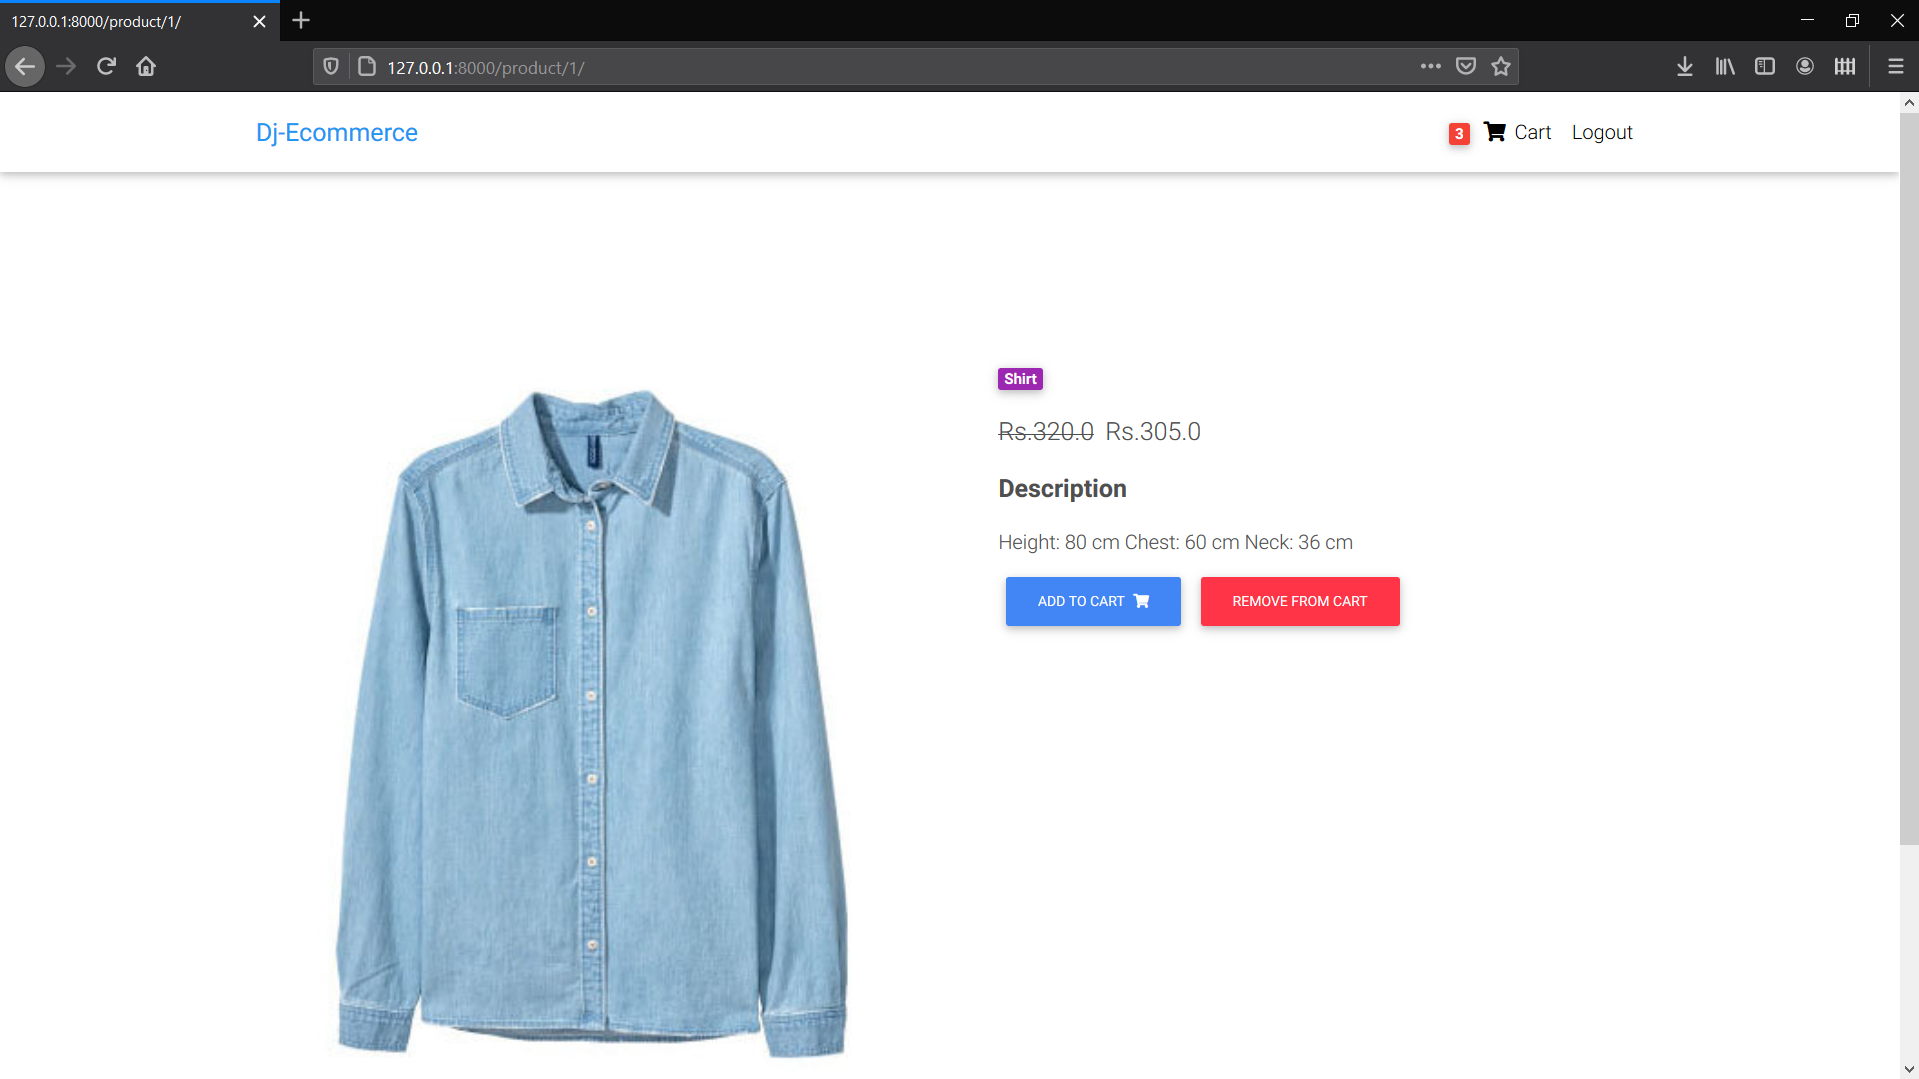 127.0.0.1:8000/product/1/
127.0.0.1:8000/product/1/
Dj-Ecommerce
3 Cart Logout
Shirt
Rs.320.0 Rs.305.0
Description
Height: 80 cm Chest: 60 cm Neck: 36 cm
ADD TO CART REMOVE FROM CART